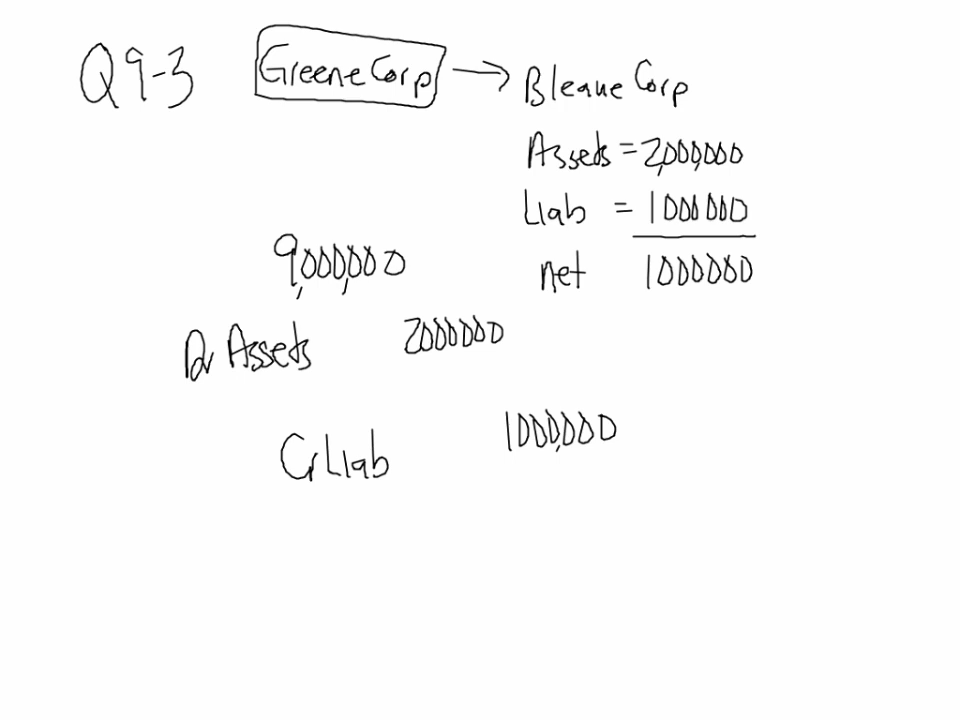 Q9-3 Greene Corp → Bleaue Corp
Assets = 2,000,000
Liab = 1000000
9,000,000
net 1000000
Dr Assets 2000000
Cr Liab 1000,000